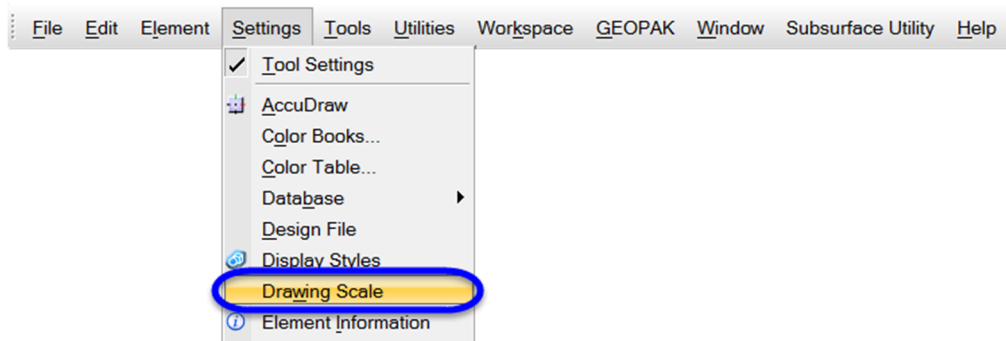 File Edit Element Settings Tools Utilities Workspace GEOPAK Window Subsurface Utility Help
Tool Settings
AccuDraw
Color Books...
Color Table...
Database
Design File
Display Styles
Drawing Scale
Element Information